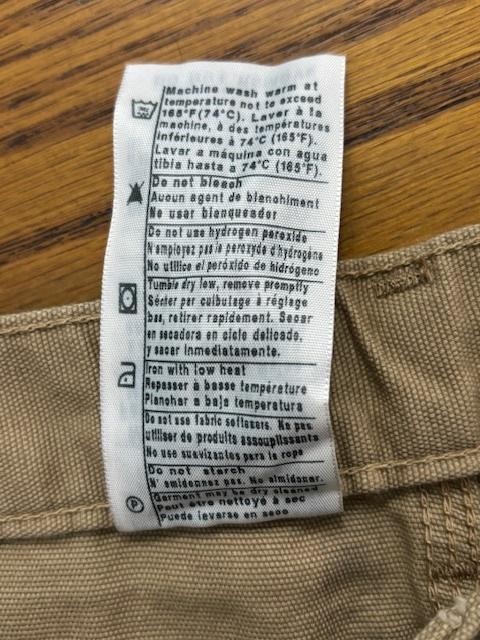 Machine wash warm at
temperature not to exceed
165°F(74°C). Lavér à la
machine, à des températures
inférieures à 74°C (165°F).
Lavar a máquina con agua
tibia hasta a 74°C (165°F).
Do not bleach
Aucun agent de blanchiment
No usar blanqueador
Do not use hydrogen peroxide
N'employez pas le peroxyde d'hydrogène
No utilice el peróxido de hidrógeno
Tumble dry low, remove promptly
Sécher par culbutage à réglage
bas, retirer rapidement. Secar
en secadora en ciclo delicado,
y sacar inmediatamente.
Iron with low heat
Repasser à basse température
Planchar a baja temperatura
Do not use fabric softeners. Ne pas
utiliser de produits assouplissants
No use suavizantes para la ropa
Do not starch
N' amidonnez pas. No almidonar.
Garment may be dry cleaned
Peut être nettoyé à sec
Puede lavarse en seco
P